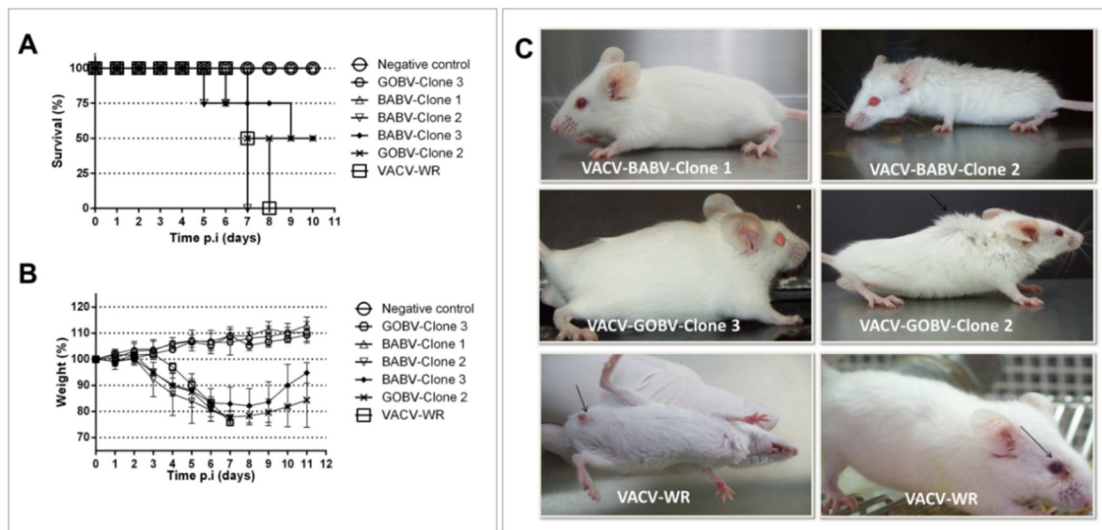 A
Survival (%)
100
75
50
25
0
0 1 2 3 4 5 6 7 8 9 10 11
Time p.i (days)
Negative control
GOBV-Clone 3
BABV-Clone 1
BABV-Clone 2
BABV-Clone 3
GOBV-Clone 2
VACV-WR
B
Weight (%)
120
110
100
90
80
70
0 1 2 3 4 5 6 7 8 9 10 11 12
Time p.i (days)
Negative control
GOBV-Clone 3
BABV-Clone 1
BABV-Clone 2
BABV-Clone 3
GOBV-Clone 2
VACV-WR
C
VACV-BABV-Clone 1
VACV-BABV-Clone 2
VACV-GOBV-Clone 3
VACV-GOBV-Clone 2
VACV-WR
VACV-WR